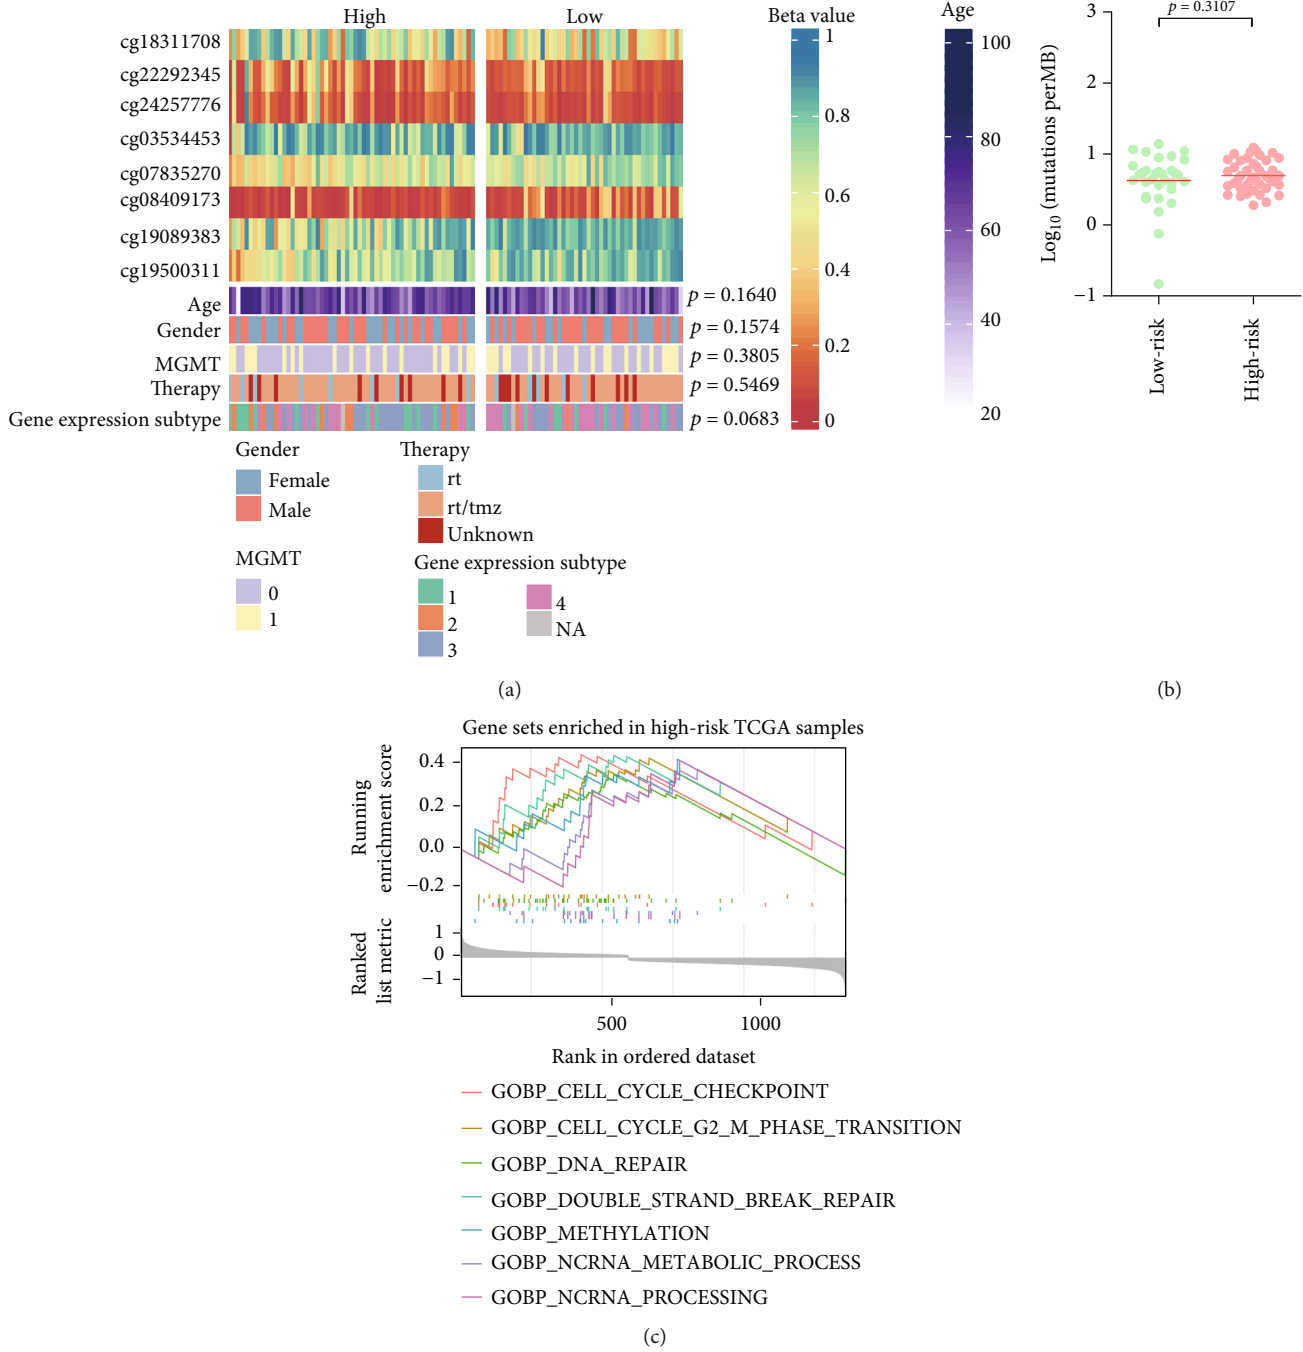 High
Low
cg18311708
cg22292345
cg24257776
cg03534453
cg07835270
cg08409173
cg19089383
cg19500311
Age
Gender
MGMT
Therapy
Gene expression subtype
p = 0.1640
p = 0.1574
p = 0.3805
p = 0.5469
p = 0.0683
Beta value
1
0.8
0.6
0.4
0.2
0
Age
100
80
60
40
20
Gender
Female
Male
MGMT
0
1
Therapy
rt
rt/tmz
Unknown
Gene expression subtype
1
2
3
4
NA
(a)
p = 0.3107
Log10 (mutations perMB)
3
2
1
0
−1
Low-risk
High-risk
(b)
Gene sets enriched in high-risk TCGA samples
Running
enrichment score
0.4
0.2
0.0
−0.2
Ranked
list metric
1
0
−1
500
1000
Rank in ordered dataset
GOBP_CELL_CYCLE_CHECKPOINT
GOBP_CELL_CYCLE_G2_M_PHASE_TRANSITION
GOBP_DNA_REPAIR
GOBP_DOUBLE_STRAND_BREAK_REPAIR
GOBP_METHYLATION
GOBP_NCRNA_METABOLIC_PROCESS
GOBP_NCRNA_PROCESSING
(c)